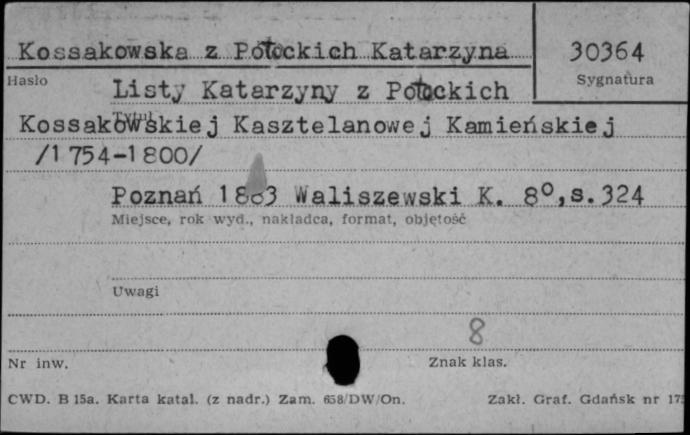 Kossakowska z Potockich Katarzyna
30364
Hasło
Sygnatura
Listy Katarzyny z Potockich
Tytuł
Kossakowskiej Kasztelanowej Kamieńskiej
/1754-1800/
Poznań 1883 Waliszewski K. 8°,s.324
Miejsce, rok wyd., nakładca, format, objętość
Uwagi
8
Nr inw.
Znak klas.
CWD. B 15a. Karta katal. (z nadr.) Zam. 658/DW/On.
Zakł. Graf. Gdańsk nr